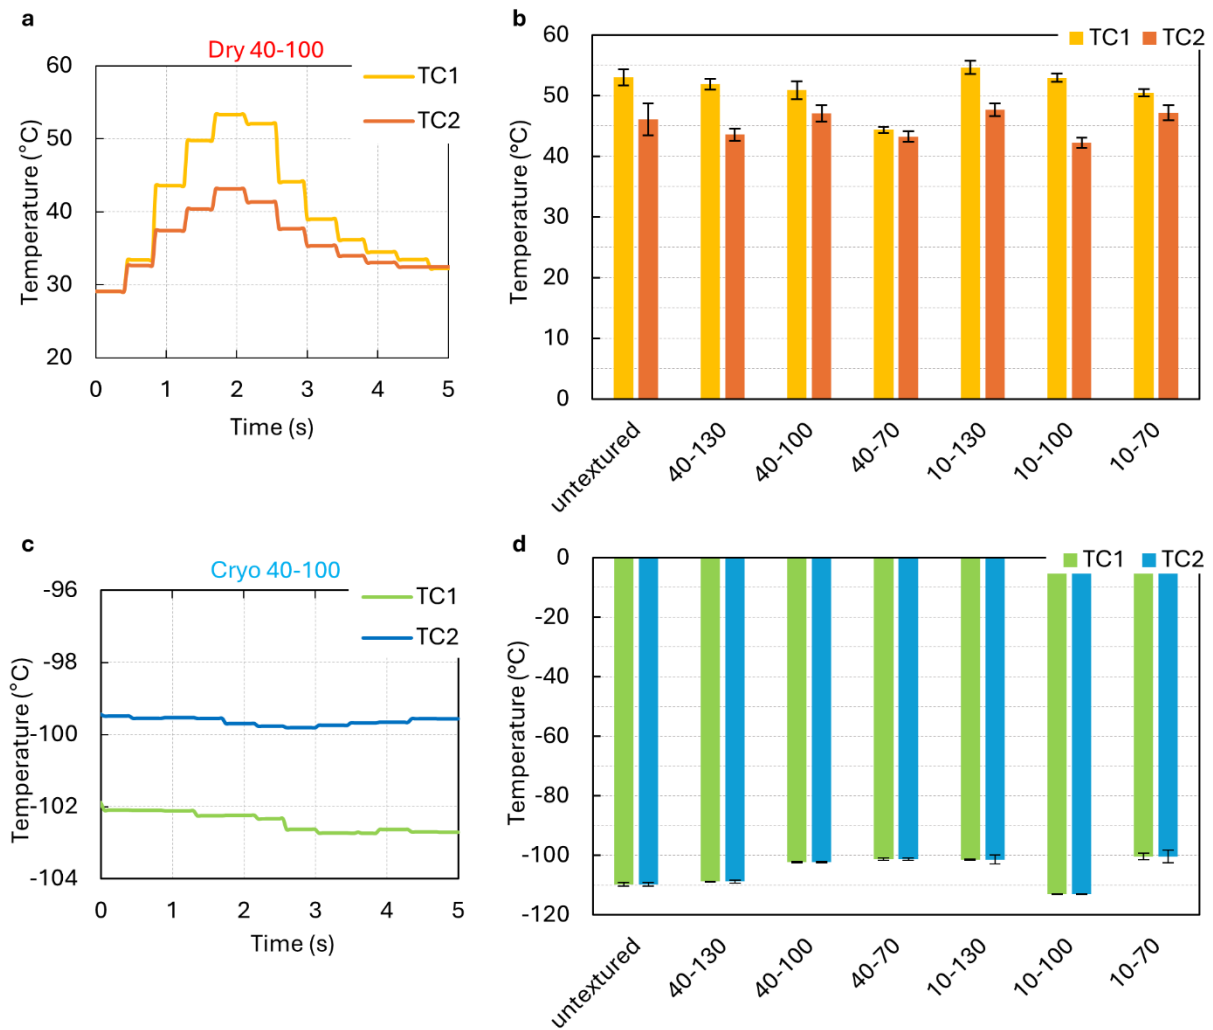 a
Dry 40-100
TC1
TC2
Temperature (°C)
60
50
40
30
20
0 1 2 3 4 5
Time (s)
b
TC1 TC2
Temperature (°C)
60
50
40
30
20
10
0
untextured 40-130 40-100 40-70 10-130 10-100 10-70
c
Cryo 40-100
TC1
TC2
Temperature (°C)
-96
-98
-100
-102
-104
0 1 2 3 4 5
Time (s)
d
TC1 TC2
Temperature (°C)
0
-20
-40
-60
-80
-100
-120
untextured 40-130 40-100 40-70 10-130 10-100 10-70